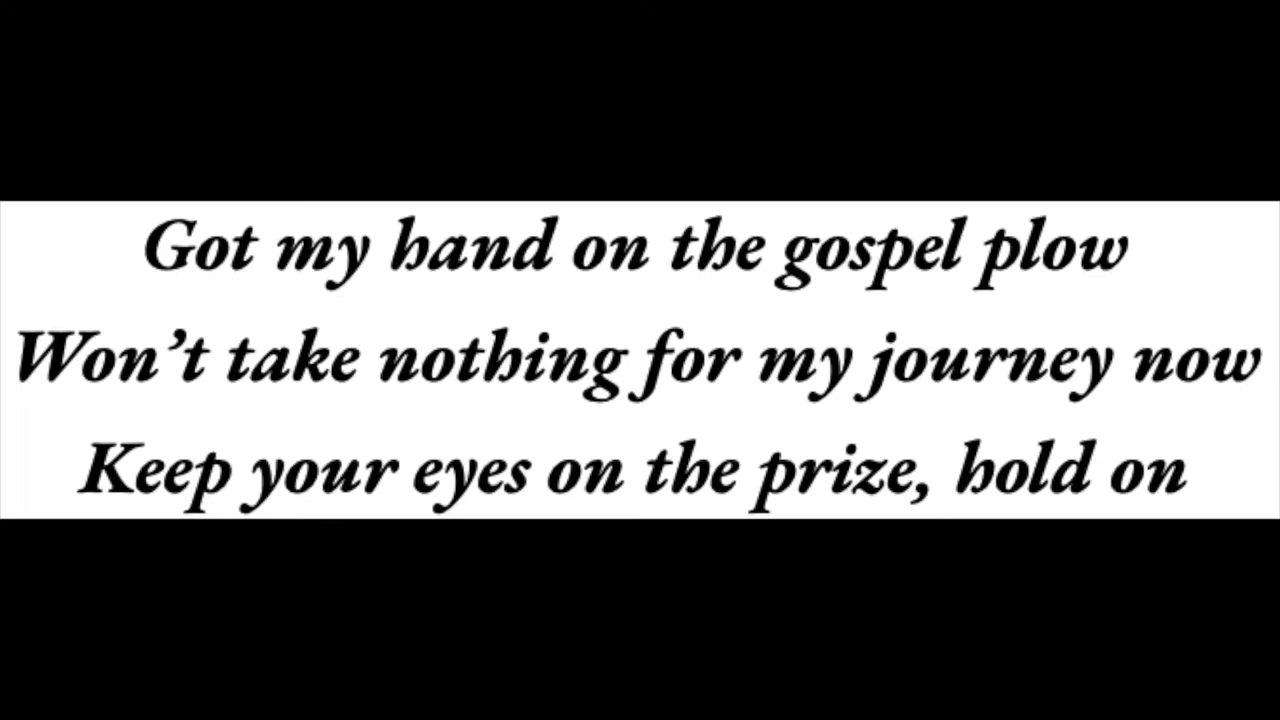 Got my hand on the gospel plow
Won’t take nothing for my journey now
Keep your eyes on the prize, hold on